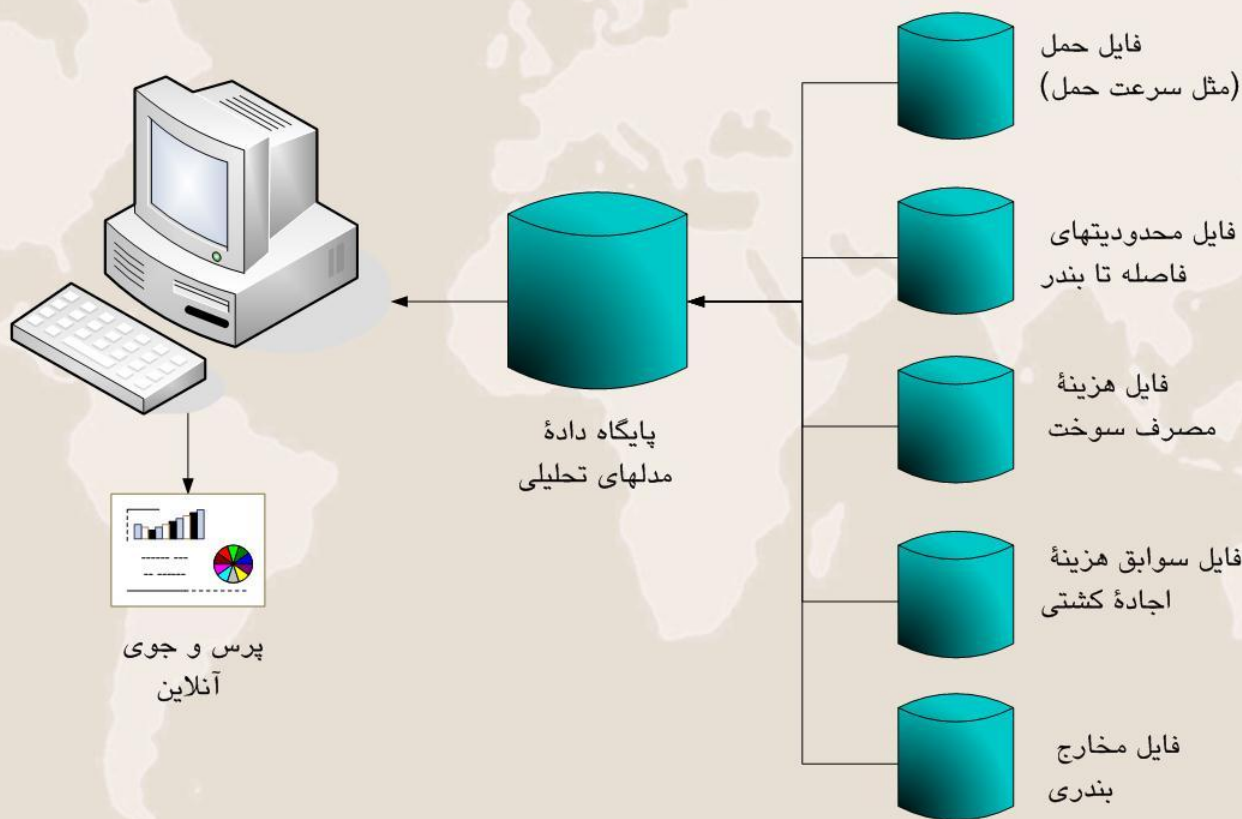 فایل حمل
(مثل سرعت حمل)
فایل محدودیتهای
فاصله تا بندر
فایل هزینهٔ
مصرف سوخت
فایل سوابق هزینهٔ
اجادهٔ کشتی
فایل مخارج
بندری
پایگاه دادهٔ
مدلهای تحلیلی
پرس و جوی
آنلاین